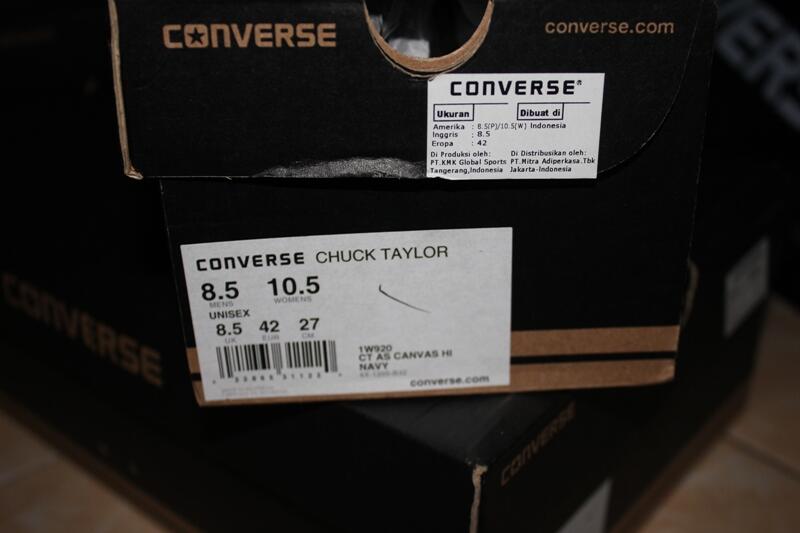 CONVERSE
converse.com
CONVERSE®
Ukuran Dibuat di
Amerika : 8.5(P)/10.5(W) Indonesia
Inggris : 8.5
Eropa : 42
Di Produksi oleh: Di Distribusikan oleh:
PT.KMK Global Sports PT.Mitra Adiperkasa.Tbk
Tangerang,Indonesia Jakarta-Indonesia
CONVERSE CHUCK TAYLOR
8.5 10.5
MENS WOMENS
UNISEX
8.5 42 27
UK EUR CM
1W920
CT AS CANVAS HI
NAVY
converse.com
CONVERSE
CONVERSE